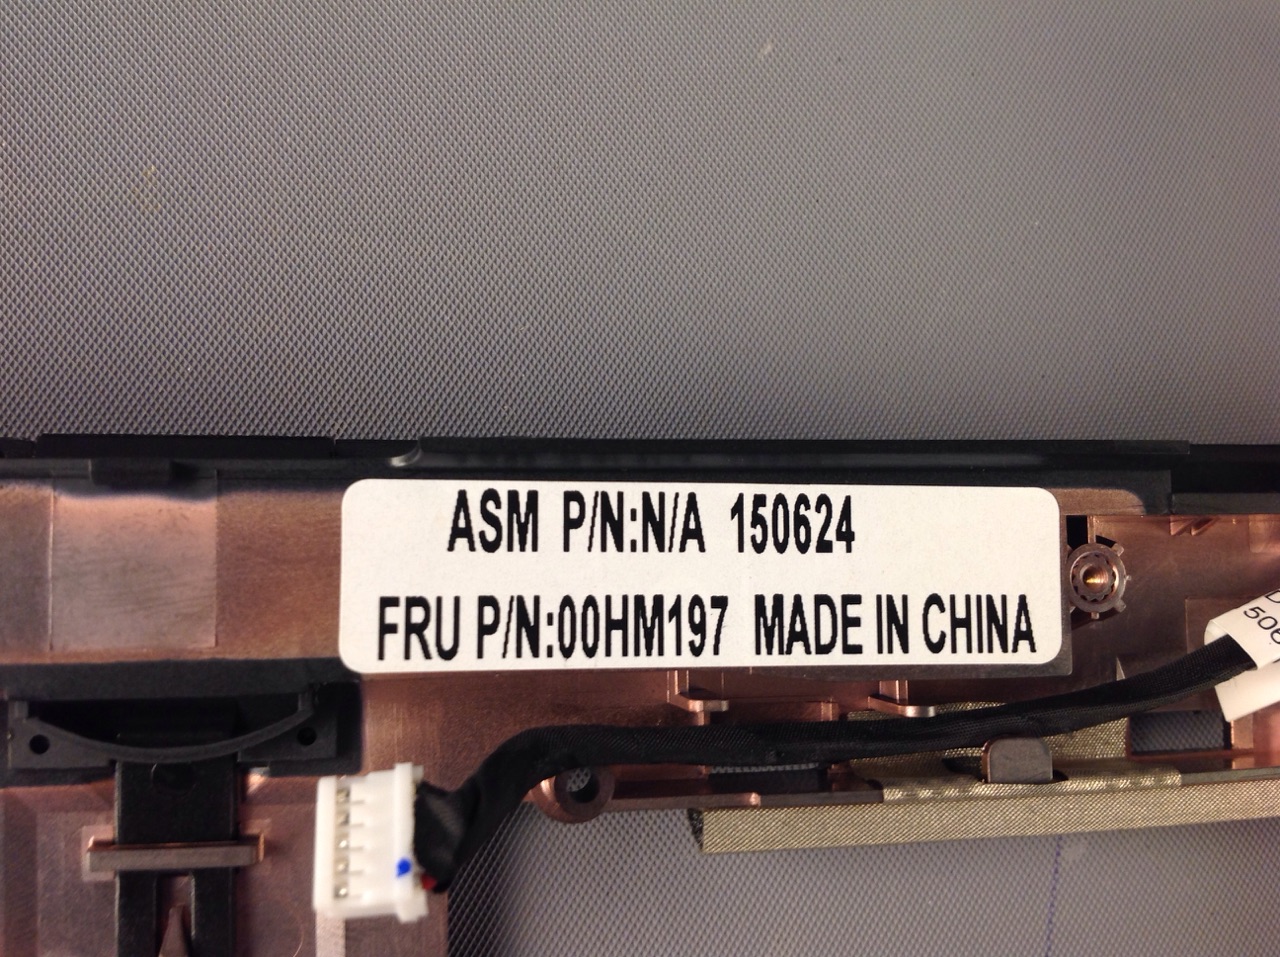 ASM P/N:N/A 150624
FRU P/N:00HM197 MADE IN CHINA